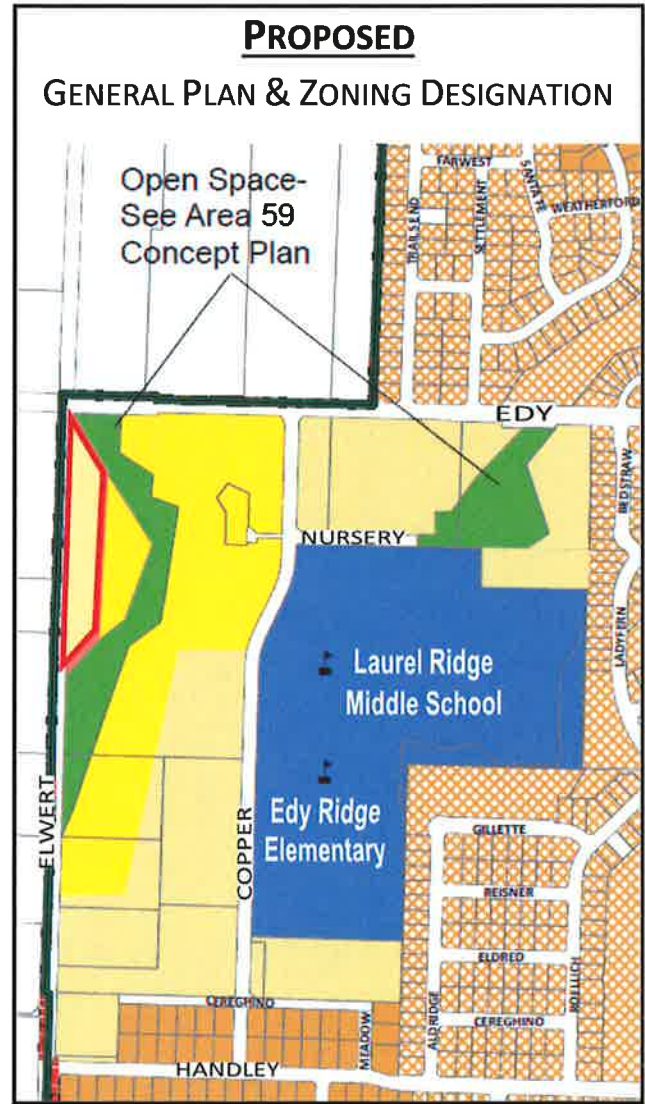 PROPOSED
GENERAL PLAN & ZONING DESIGNATION
Open Space-
See Area 59
Concept Plan
FARWEST
SANTA FE
WEATHERFORD
TRAILS END
SETTLEMENT
EDY
BEDSTRAW
NURSERY
LADYFERN
Laurel Ridge
Middle School
ELWERT
COPPER
Edy Ridge
Elementary
GILLETTE
REISNER
ELDRED
ROELLICH
CEREGHINO
MEADOW
ALDRIDGE
CEREGHINO
HANDLEY